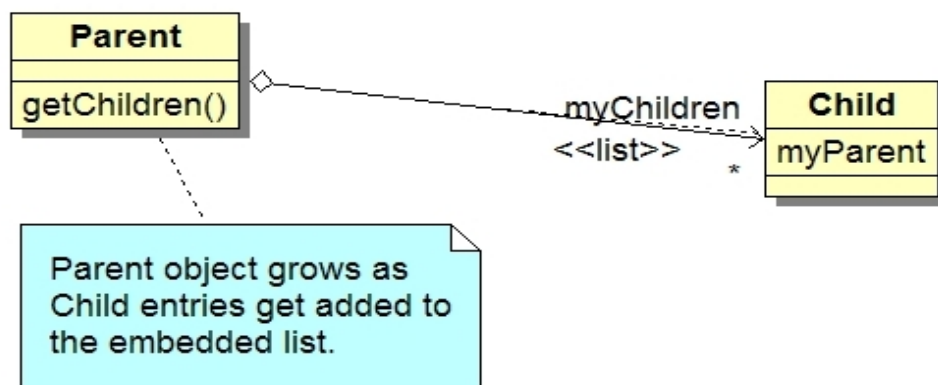 Parent
getChildren()
myChildren
<<list>>
*
Child
myParent
Parent object grows as
Child entries get added to
the embedded list.